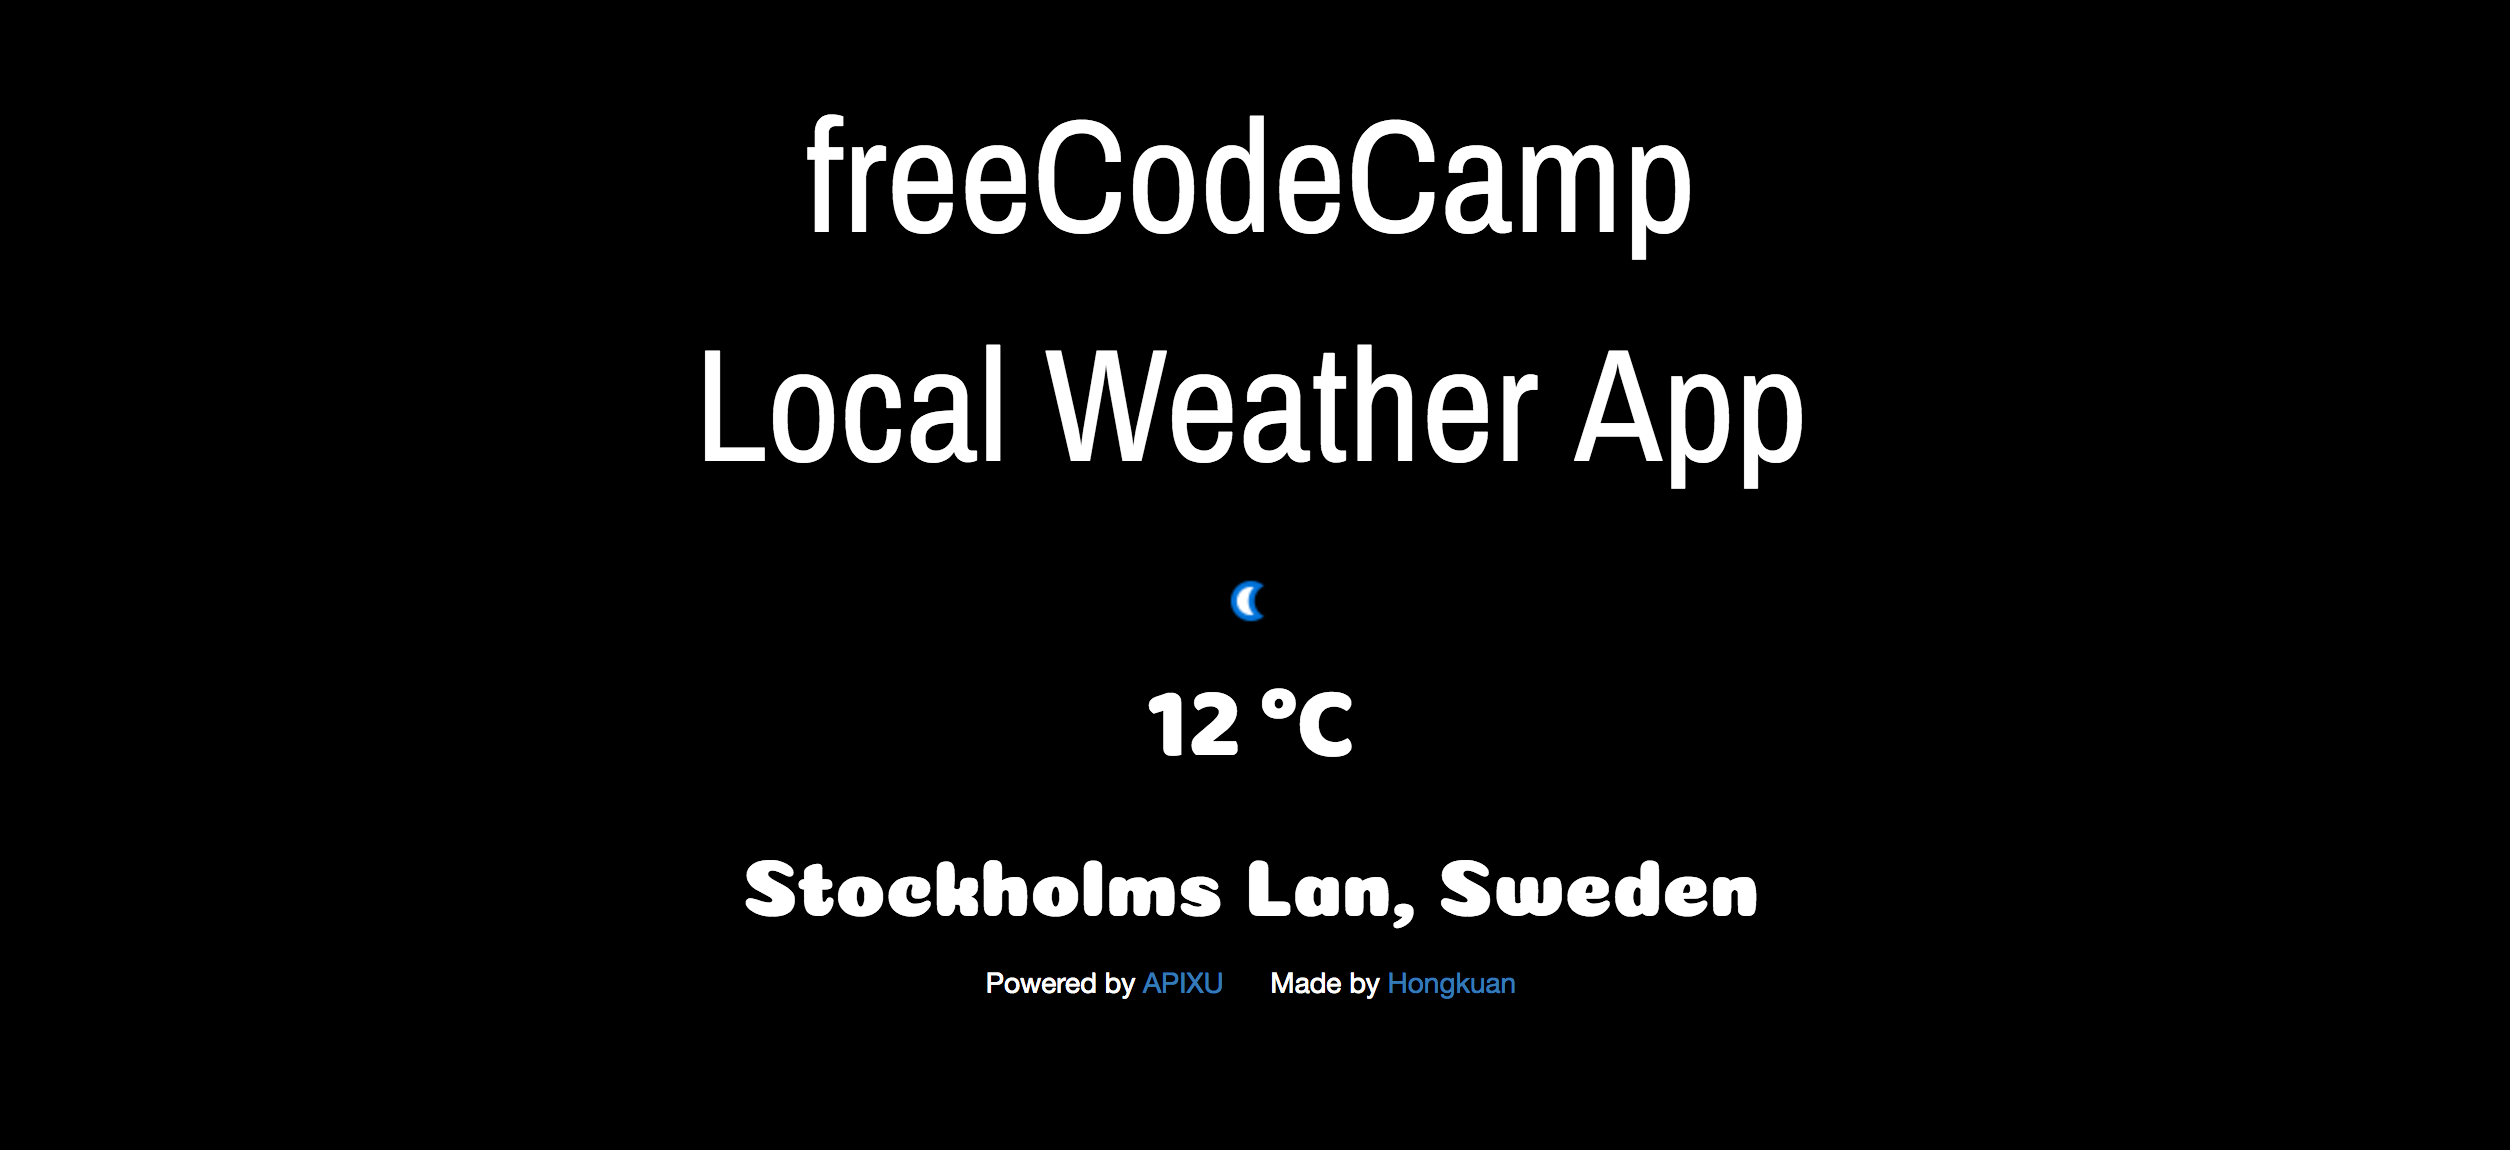 freeCodeCamp
Local Weather App
12 °C
Stockholms Lan, Sweden
Powered by APIXU Made by Hongkuan